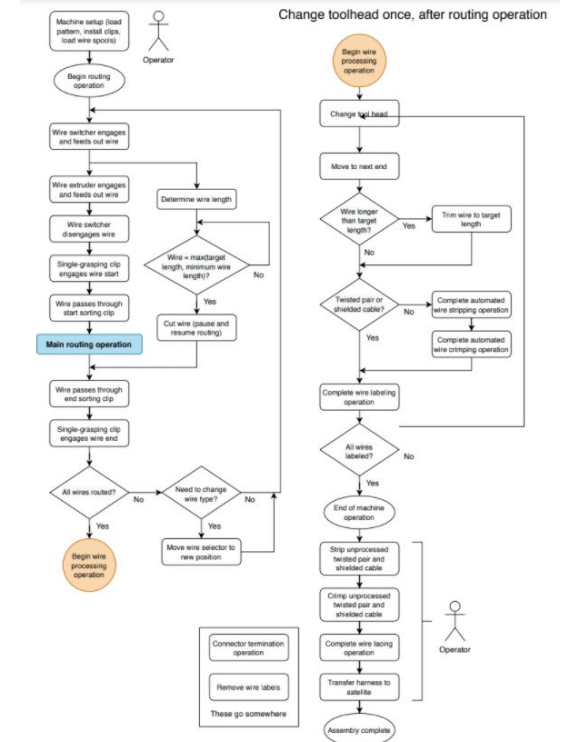 Change toolhead once, after routing operation
Machine setup (load
pattern, install clips,
load wire spools)
Operator
Begin routing
operation
Wire switcher engages
and feeds out wire
Wire extruder engages
and feeds out wire
Determine wire length
Wire switcher
disengages wire
Single-grasping clip
engages wire start
Wire = max(target
length, minimum wire
length)?
No
Yes
Wire passes through
start sorting clip
Cut wire (pause and
resume routing)
Main routing operation
Wire passes through
end sorting clip
Single-grasping clip
engages wire end
All wires routed?
No
Need to change
wire type?
No
Yes
Yes
Move wire selector to
new position
Begin wire
processing
operation
Begin wire
processing
operation
Change tool head
Move to next end
Wire longer
than target
length?
Yes
Trim wire to target
length
No
Twisted pair or
shielded cable?
No
Complete automated
wire stripping operation
Yes
Complete automated
wire crimping operation
Complete wire labeling
operation
All wires
labeled?
No
Yes
End of machine
operation
Strip unprocessed
twisted pair and
shielded cable
Crimp unprocessed
twisted pair and
shielded cable
Operator
Complete wire lacing
operation
Transfer harness to
satellite
Assembly complete
Connector termination
operation
Remove wire labels
These go somewhere